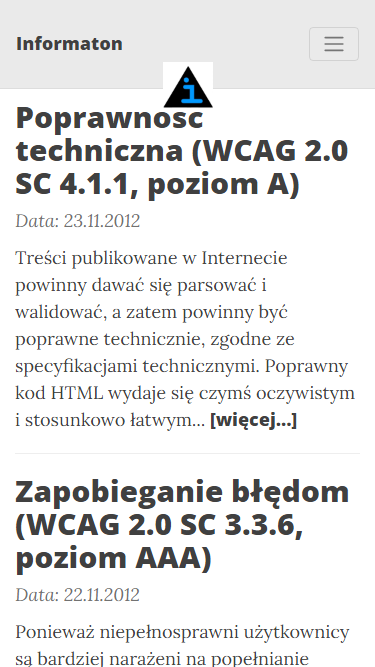 Informaton
i
Poprawność
techniczna (WCAG 2.0
SC 4.1.1, poziom A)
Data: 23.11.2012
Treści publikowane w Internecie
powinny dawać się parsować i
walidować, a zatem powinny być
poprawne technicznie, zgodne ze
specyfikacjami technicznymi. Poprawny
kod HTML wydaje się czymś oczywistym
i stosunkowo łatwym... [więcej...]
Zapobieganie błędom
(WCAG 2.0 SC 3.3.6,
poziom AAA)
Data: 22.11.2012
Ponieważ niepełnosprawni użytkownicy
są bardziej narażeni na popełnianie